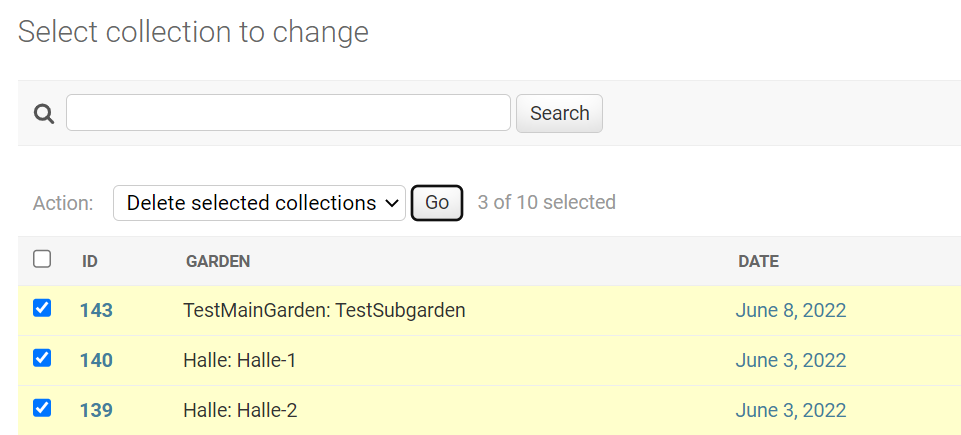 Select collection to change
Search
Action: Delete selected collections Go 3 of 10 selected
ID GARDEN DATE
143 TestMainGarden: TestSubgarden June 8, 2022
140 Halle: Halle-1 June 3, 2022
139 Halle: Halle-2 June 3, 2022